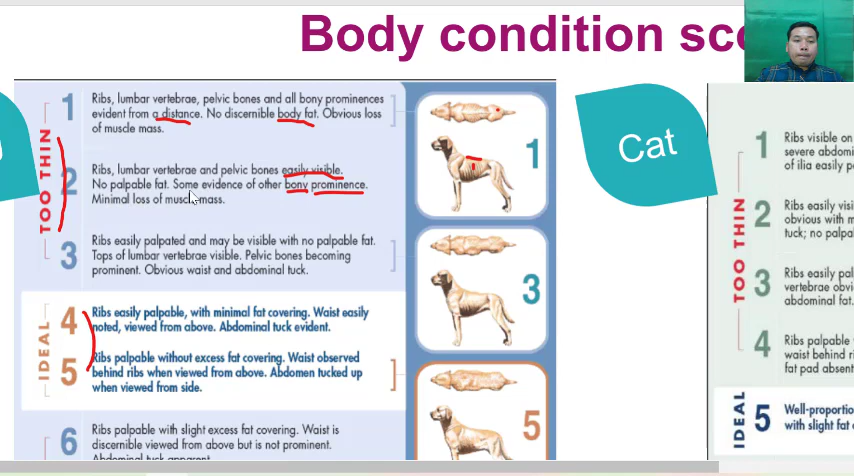 Body condition sc
TOO THIN
1
Ribs, lumbar vertebrae, pelvic bones and all bony prominences
evident from a distance. No discernible body fat. Obvious loss
of muscle mass.
2
Ribs, lumbar vertebrae and pelvic bones easily visible.
No palpable fat. Some evidence of other bony prominence.
Minimal loss of muscle mass.
3
Ribs easily palpated and may be visible with no palpable fat.
Tops of lumbar vertebrae visible. Pelvic bones becoming
prominent. Obvious waist and abdominal tuck.
IDEAL
4
Ribs easily palpable, with minimal fat covering. Waist easily
noted, viewed from above. Abdominal tuck evident.
5
Ribs palpable without excess fat covering. Waist observed
behind ribs when viewed from above. Abdomen tucked up
when viewed from side.
6
Ribs palpable with slight excess fat covering. Waist is
discernible viewed from above but is not prominent.
Abdominal tuck apparent.
1
3
5
Cat
TOO THIN
1
Ribs visible on
severe abdomi
of ilia easily p
2
Ribs easily visi
obvious with m
tuck; no palpa
3
Ribs easily pal
vertebrae obvi
abdominal fat.
4
Ribs palpable
waist behind r
fat pad absent
IDEAL
5
Well-proportio
with slight fat